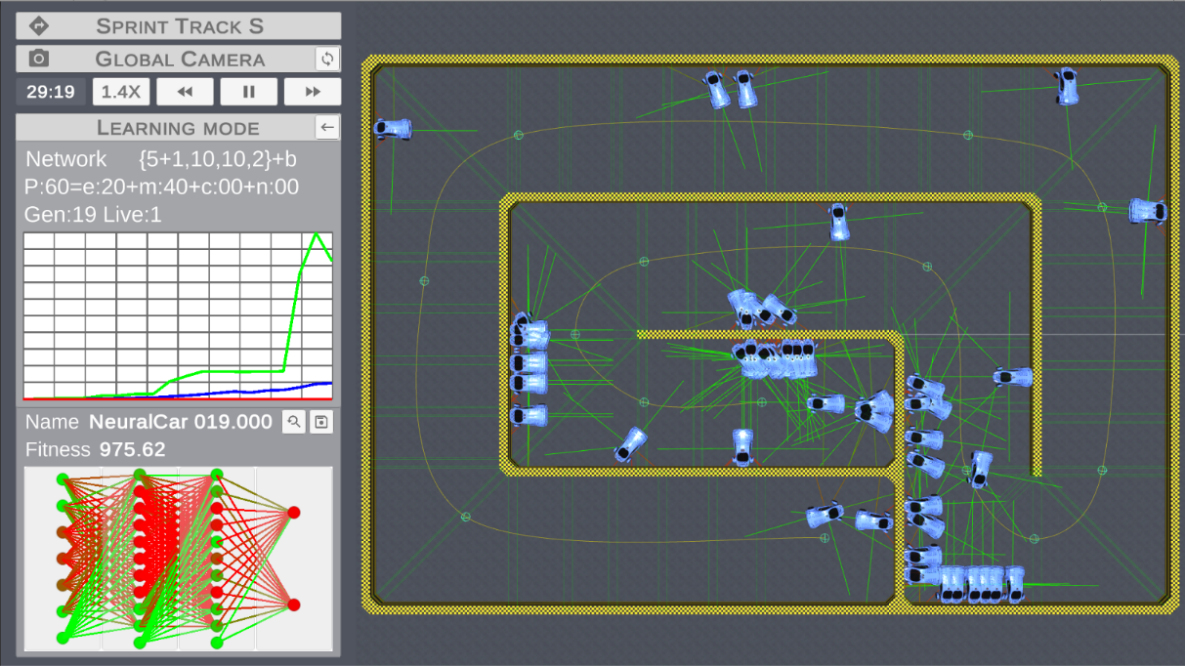 SPRINT TRACK S
GLOBAL CAMERA
29:19 1.4X
LEARNING MODE
Network {5+1,10,10,2}+b
P:60=e:20+m:40+c:00+n:00
Gen:19 Live:1
Name NeuralCar 019.000
Fitness 975.62